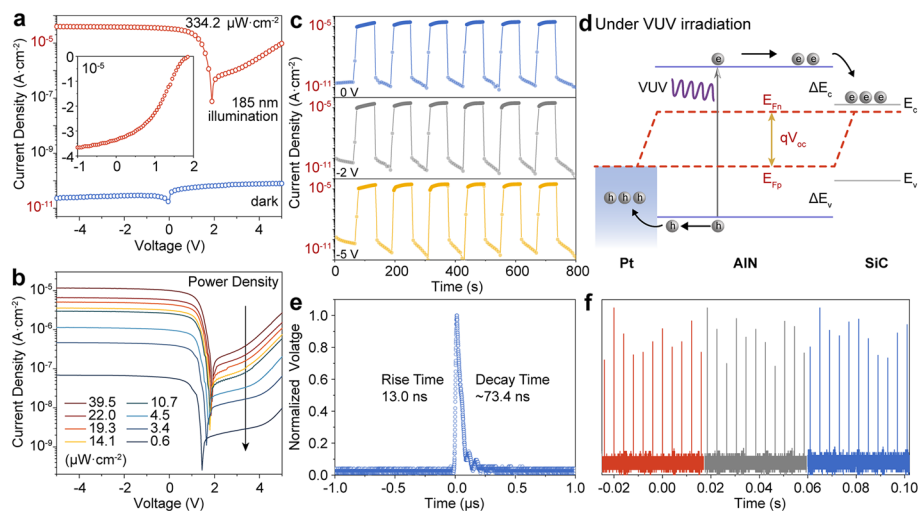 a
334.2 μW·cm⁻²
10⁻⁵
10⁻⁷
10⁻⁹
10⁻¹¹
Current Density (A·cm⁻²)
0
-1
-2
-3
-4
10⁻⁵
-1 0 1 2
185 nm
illumination
dark
-4 -2 0 2 4
Voltage (V)
b
Power Density
10⁻⁵
10⁻⁶
10⁻⁷
10⁻⁸
10⁻⁹
Current Density (A·cm⁻²)
39.5 10.7
22.0 4.5
19.3 3.4
14.1 0.6
(μW·cm⁻²)
-4 -2 0 2 4
Voltage (V)
c
Current Density (A·cm⁻²)
10⁻⁵
10⁻¹¹
0 V
10⁻⁵
10⁻¹¹
-2 V
10⁻⁵
10⁻¹¹
-5 V
0 200 400 600 800
Time (s)
d Under VUV irradiation
e e e
VUV
ΔEc
e e e
Ec
EFn
qVoc
EFp
Ev
ΔEv
h h h
h h
Pt AlN SiC
e
Normalized Volatge
1.0
0.8
0.6
0.4
0.2
0.0
Rise Time
13.0 ns
Decay Time
~73.4 ns
-1.0 -0.5 0.0 0.5 1.0
Time (μs)
f
-0.02 0.00 0.02 0.04 0.06 0.08 0.10
Time (s)